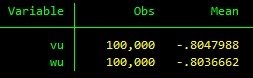 Variable | Obs Mean
vu | 100,000 -.8047988
wu | 100,000 -.8036662